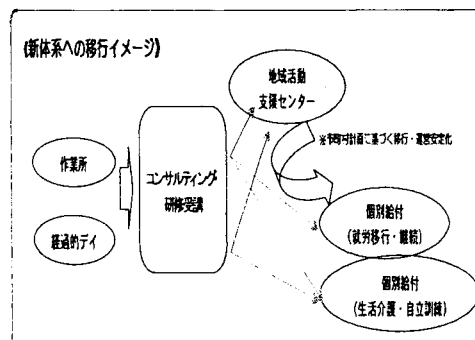 《新体系への移行イメージ》
地域活動
支援センター
※市町村計画に基づく移行・運営安定化
作業所
コンサルティング・
研修受講
経過的デイ
個別給付
(就労移行・継続)
個別給付
(生活介護・自立訓練)